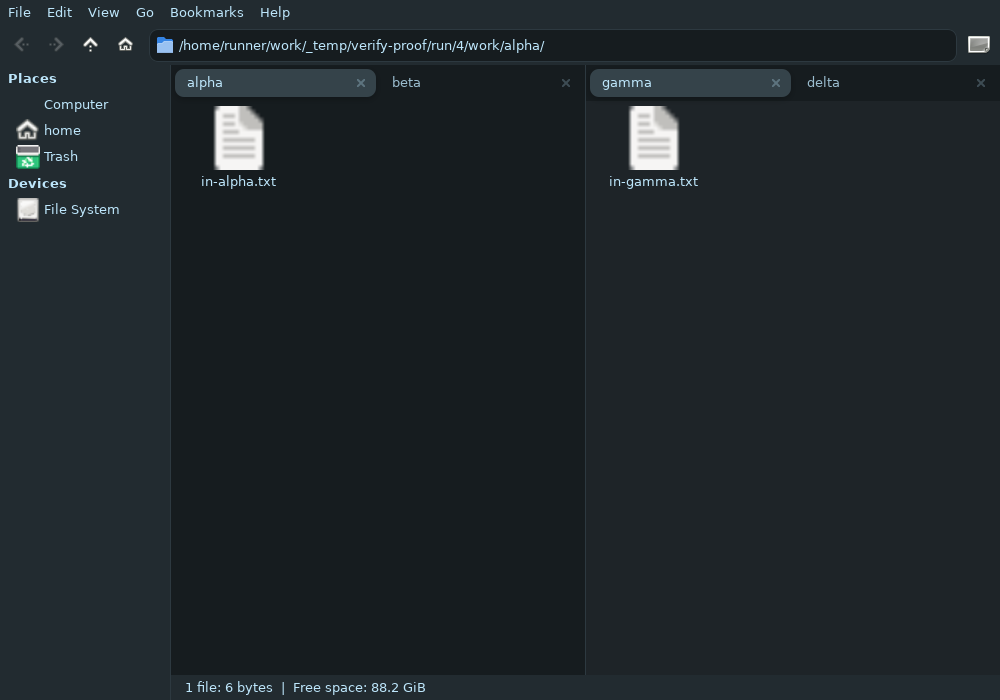 File Edit View Go Bookmarks Help
/home/runner/work/_temp/verify-proof/run/4/work/alpha/
Places
Computer
home
Trash
Devices
File System
alpha
beta
in-alpha.txt
gamma
delta
in-gamma.txt
1 file: 6 bytes | Free space: 88.2 GiB